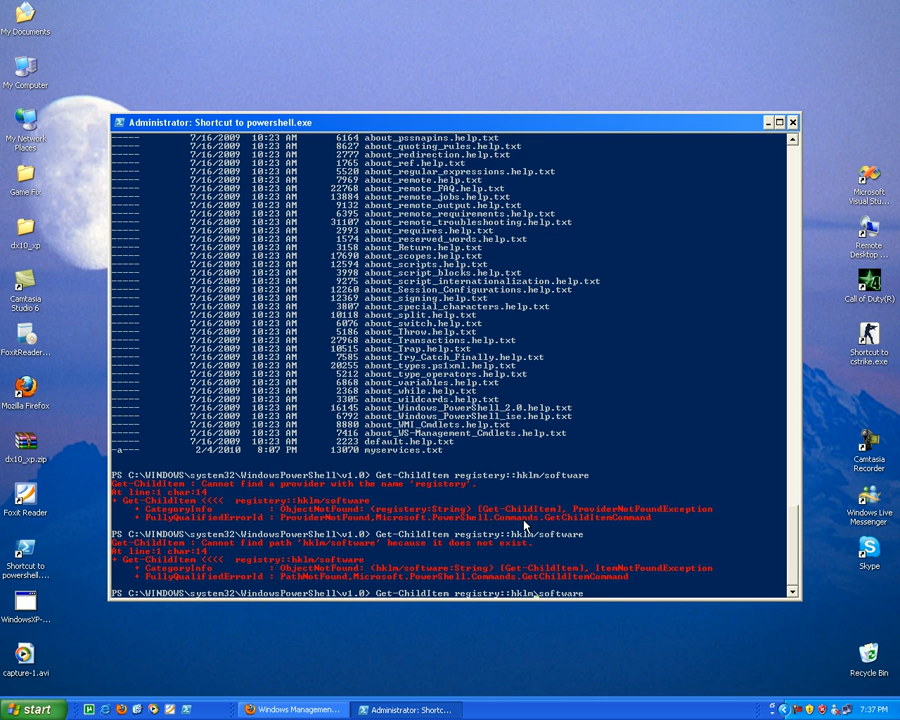 My Documents
My Computer
My Network
Places
Game Fix
dx10_xp
Camtasia
Studio 6
FoxitReader...
Mozilla Firefox
dx10_xp.zip
Foxit Reader
Shortcut to
powershell....
WindowsXP-...
capture-1.avi
Administrator: Shortcut to powershell.exe
----- 7/16/2009 10:23 AM 6164 about_pssnapins.help.txt
----- 7/16/2009 10:23 AM 8627 about_quoting_rules.help.txt
----- 7/16/2009 10:23 AM 2777 about_redirection.help.txt
----- 7/16/2009 10:23 AM 1765 about_ref.help.txt
----- 7/16/2009 10:23 AM 5520 about_regular_expressions.help.txt
----- 7/16/2009 10:23 AM 7969 about_remote.help.txt
----- 7/16/2009 10:23 AM 22768 about_remote_FAQ.help.txt
----- 7/16/2009 10:23 AM 13884 about_remote_jobs.help.txt
----- 7/16/2009 10:23 AM 9132 about_remote_output.help.txt
----- 7/16/2009 10:23 AM 6395 about_remote_requirements.help.txt
----- 7/16/2009 10:23 AM 31107 about_remote_troubleshooting.help.txt
----- 7/16/2009 10:23 AM 2993 about_requires.help.txt
----- 7/16/2009 10:23 AM 1574 about_reserved_words.help.txt
----- 7/16/2009 10:23 AM 3158 about_Return.help.txt
----- 7/16/2009 10:23 AM 17690 about_scopes.help.txt
----- 7/16/2009 10:23 AM 12594 about_scripts.help.txt
----- 7/16/2009 10:23 AM 3998 about_script_blocks.help.txt
----- 7/16/2009 10:23 AM 9275 about_script_internationalization.help.txt
----- 7/16/2009 10:23 AM 12260 about_Session_Configurations.help.txt
----- 7/16/2009 10:23 AM 12369 about_signing.help.txt
----- 7/16/2009 10:23 AM 3807 about_special_characters.help.txt
----- 7/16/2009 10:23 AM 10118 about_split.help.txt
----- 7/16/2009 10:23 AM 6076 about_switch.help.txt
----- 7/16/2009 10:23 AM 5186 about_Throw.help.txt
----- 7/16/2009 10:23 AM 27968 about_Transactions.help.txt
----- 7/16/2009 10:23 AM 10515 about_Trap.help.txt
----- 7/16/2009 10:23 AM 7585 about_Try_Catch_Finally.help.txt
----- 7/16/2009 10:23 AM 20255 about_types.ps1xml.help.txt
----- 7/16/2009 10:23 AM 5212 about_type_operators.help.txt
----- 7/16/2009 10:23 AM 6868 about_variables.help.txt
----- 7/16/2009 10:23 AM 2368 about_while.help.txt
----- 7/16/2009 10:23 AM 3305 about_wildcards.help.txt
----- 7/16/2009 10:23 AM 16145 about_Windows_PowerShell_2.0.help.txt
----- 7/16/2009 10:23 AM 6792 about_Windows_PowerShell_ise.help.txt
----- 7/16/2009 10:23 AM 8880 about_WMI_Cmdlets.help.txt
----- 7/16/2009 10:23 AM 7416 about_WS-Management_Cmdlets.help.txt
----- 7/16/2009 10:23 AM 2223 default.help.txt
-a--- 2/4/2010 8:07 PM 13070 myservices.txt
PS C:\WINDOWS\system32\WindowsPowerShell\v1.0> Get-ChildItem registery::hklm/software
Get-ChildItem : Cannot find a provider with the name 'registery'.
At line:1 char:14
+ Get-ChildItem <<<< registery::hklm/software
+ CategoryInfo : ObjectNotFound: (registery:String) [Get-ChildItem], ProviderNotFoundException
+ FullyQualifiedErrorId : ProviderNotFound,Microsoft.PowerShell.Commands.GetChildItemCommand
PS C:\WINDOWS\system32\WindowsPowerShell\v1.0> Get-ChildItem registry::hklm/software
Get-ChildItem : Cannot find path 'hklm/software' because it does not exist.
At line:1 char:14
+ Get-ChildItem <<<< registry::hklm/software
+ CategoryInfo : ObjectNotFound: (hklm/software:String) [Get-ChildItem], ItemNotFoundException
+ FullyQualifiedErrorId : PathNotFound,Microsoft.PowerShell.Commands.GetChildItemCommand
PS C:\WINDOWS\system32\WindowsPowerShell\v1.0> Get-ChildItem registry::hklm\software
Microsoft
Visual Stu...
Remote
Desktop ...
Call of Duty(R)
Shortcut to
cstrike.exe
Camtasia
Recorder
Windows Live
Messenger
Skype
Recycle Bin
start
Windows Managemen...
Administrator: Shortc...
7:37 PM